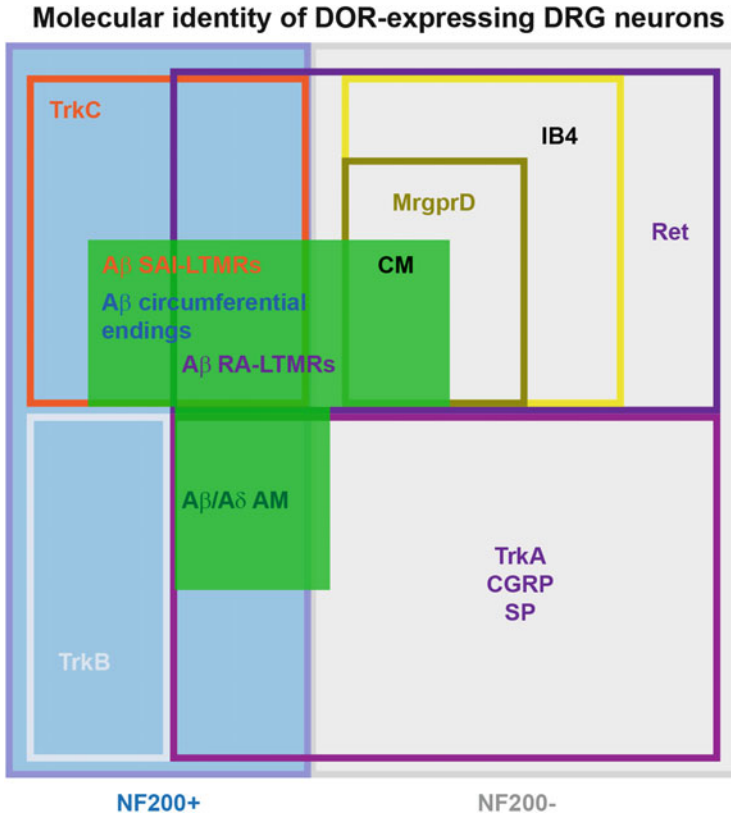 Molecular identity of DOR-expressing DRG neurons
TrkC
IB4
MrgprD
Ret
Aβ SAI-LTMRs
CM
Aβ circumferential
endings
Aβ RA-LTMRs
Aβ/Aδ AM
TrkA
CGRP
SP
TrkB
NF200+
NF200-